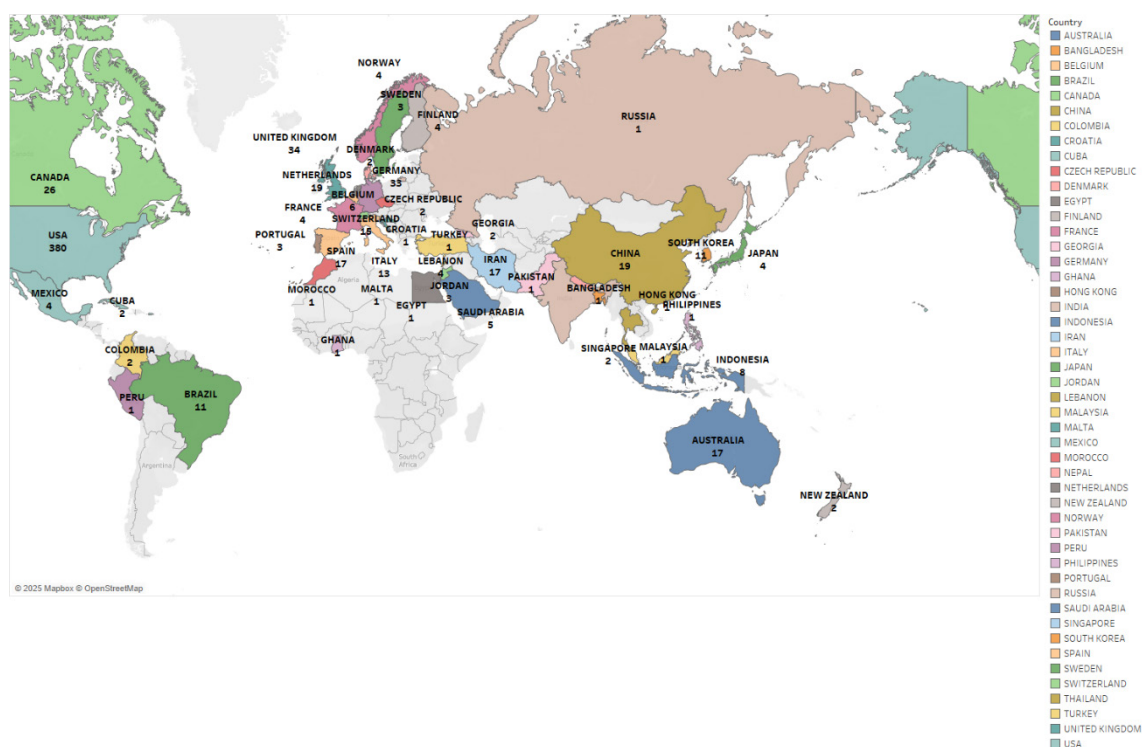 NORWAY
4
SWEDEN
3
FINLAND
4
RUSSIA
1
UNITED KINGDOM
34
DENMARK
2
NETHERLANDS
19
GERMANY
33
CANADA
26
BELGIUM
6
CZECH REPUBLIC
2
FRANCE
4
SWITZERLAND
15
CROATIA
1
GEORGIA
2
USA
380
PORTUGAL
3
SPAIN
17
TURKEY
1
ITALY
13
LEBANON
4
IRAN
17
CHINA
19
SOUTH KOREA
11
JAPAN
4
MEXICO
4
CUBA
2
MOROCCO
1
Algeria
MALTA
1
EGYPT
1
JORDAN
3
SAUDI ARABIA
5
PAKISTAN
1
BANGLADESH
1
HONG KONG
1
PHILIPPINES
1
GHANA
1
COLOMBIA
2
SINGAPORE
2
MALAYSIA
1
INDONESIA
8
PERU
1
BRAZIL
11
AUSTRALIA
17
South
Africa
Argentina
NEW ZEALAND
2
© 2025 Mapbox © OpenStreetMap
Country
AUSTRALIA
BANGLADESH
BELGIUM
BRAZIL
CANADA
CHINA
COLOMBIA
CROATIA
CUBA
CZECH REPUBLIC
DENMARK
EGYPT
FINLAND
FRANCE
GEORGIA
GERMANY
GHANA
HONG KONG
INDIA
INDONESIA
IRAN
ITALY
JAPAN
JORDAN
LEBANON
MALAYSIA
MALTA
MEXICO
MOROCCO
NEPAL
NETHERLANDS
NEW ZEALAND
NORWAY
PAKISTAN
PERU
PHILIPPINES
PORTUGAL
RUSSIA
SAUDI ARABIA
SINGAPORE
SOUTH KOREA
SPAIN
SWEDEN
SWITZERLAND
THAILAND
TURKEY
UNITED KINGDOM
USA